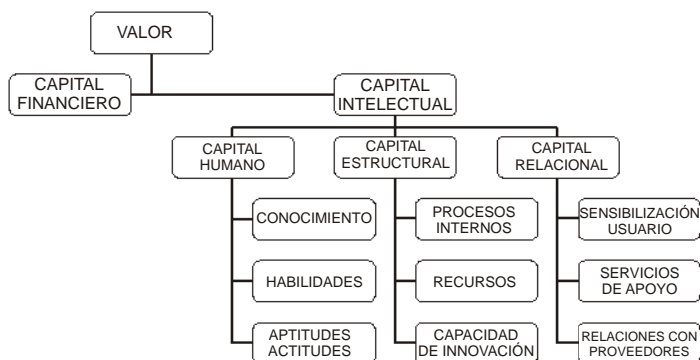 VALOR
CAPITAL
FINANCIERO
CAPITAL
INTELECTUAL
CAPITAL
HUMANO
CAPITAL
ESTRUCTURAL
CAPITAL
RELACIONAL
CONOCIMIENTO
PROCESOS
INTERNOS
SENSIBILIZACIÓN
USUARIO
HABILIDADES
RECURSOS
SERVICIOS
DE APOYO
APTITUDES
ACTITUDES
CAPACIDAD
DE INNOVACIÓN
RELACIONES CON
PROVEEDORES